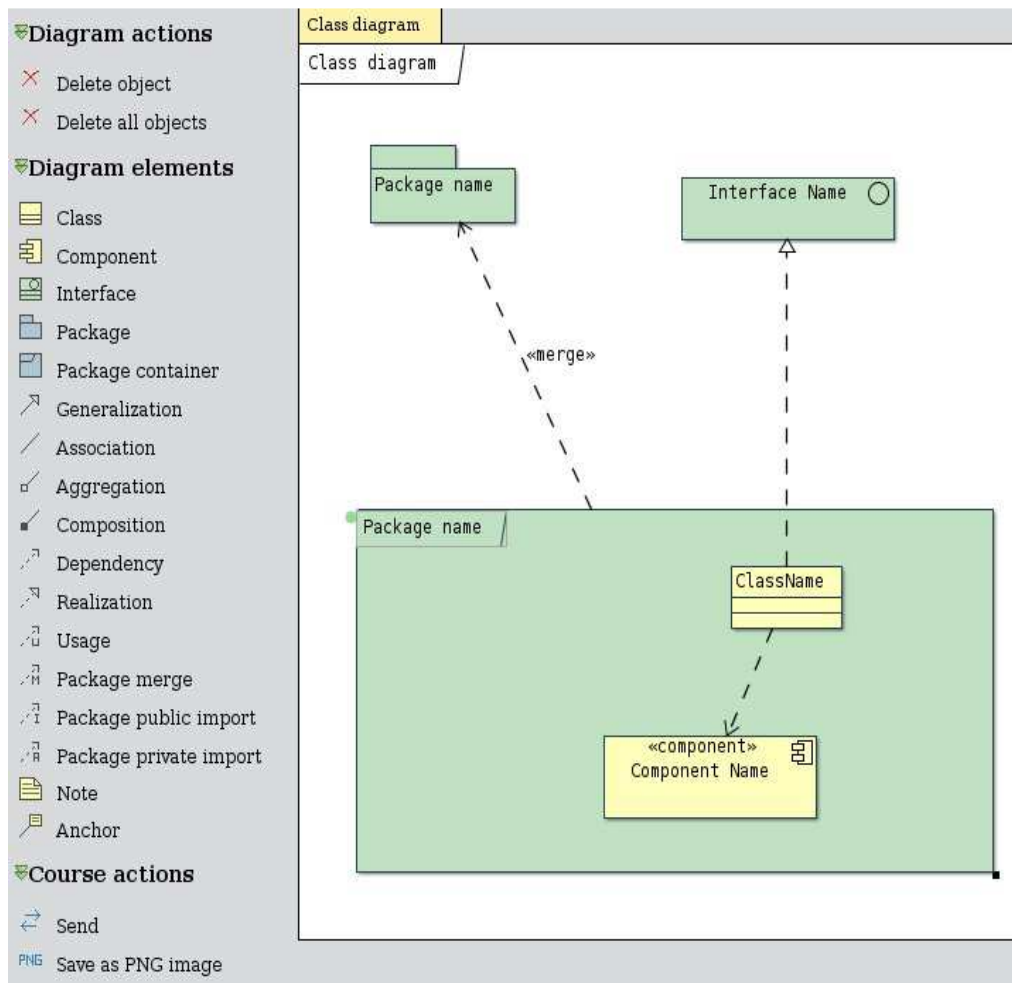 Diagram actions
Delete object
Delete all objects
Diagram elements
Class
Component
Interface
Package
Package container
Generalization
Association
Aggregation
Composition
Dependency
Realization
Usage
Package merge
Package public import
Package private import
Note
Anchor
Course actions
Send
PNG Save as PNG image
Class diagram
Class diagram
Package name
Interface Name
«merge»
Package name
ClassName
«component»
Component Name